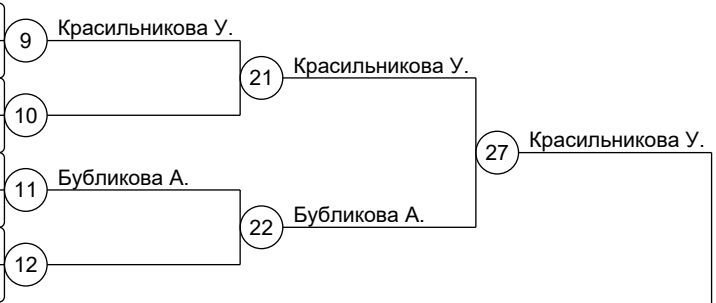 9 Красильникова У.
21 Красильникова У.
10
27 Красильникова У.
11 Бубликова А.
22 Бубликова А.
12